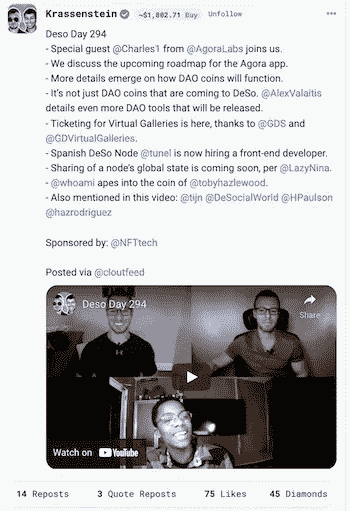 Krassenstein ~$1,802.71 Buy Unfollow
Deso Day 294
- Special guest @Charles1 from @AgoraLabs joins us.
- We discuss the upcoming roadmap for the Agora app.
- More details emerge on how DAO coins will function.
- It's not just DAO coins that are coming to DeSo. @AlexValaitis
details even more DAO tools that will be released.
- Ticketing for Virtual Galleries is here, thanks to @GDS and
@GDVirtualGalleries.
- Spanish DeSo Node @tunel is now hiring a front-end developer.
- Sharing of a node's global state is coming soon, per @LazyNina.
- @whoami apes into the coin of @tobyhazlewood.
- Also mentioned in this video: @tijn @DeSocialWorld @HPaulson
@hazrodriguez
Sponsored by: @NFTtech
Posted via @cloutfeed
Deso Day 294
Share
Watch on YouTube
14 Reposts 3 Quote Reposts 75 Likes 45 Diamonds